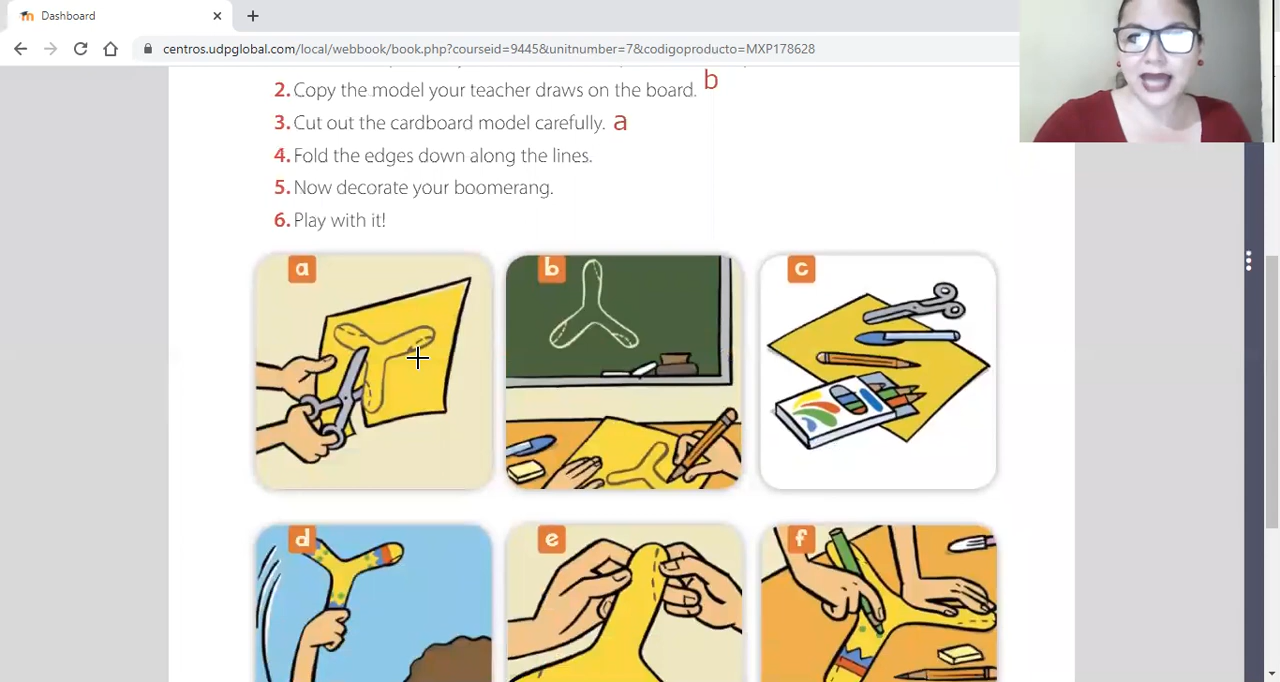 Dashboard
centros.udpglobal.com/local/webbook/book.php?courseid=9445&unitnumber=7&codigoproducto=MXP178628
2. Copy the model your teacher draws on the board. b
3. Cut out the cardboard model carefully. a
4. Fold the edges down along the lines.
5. Now decorate your boomerang.
6. Play with it!
a
b
c
d
e
f